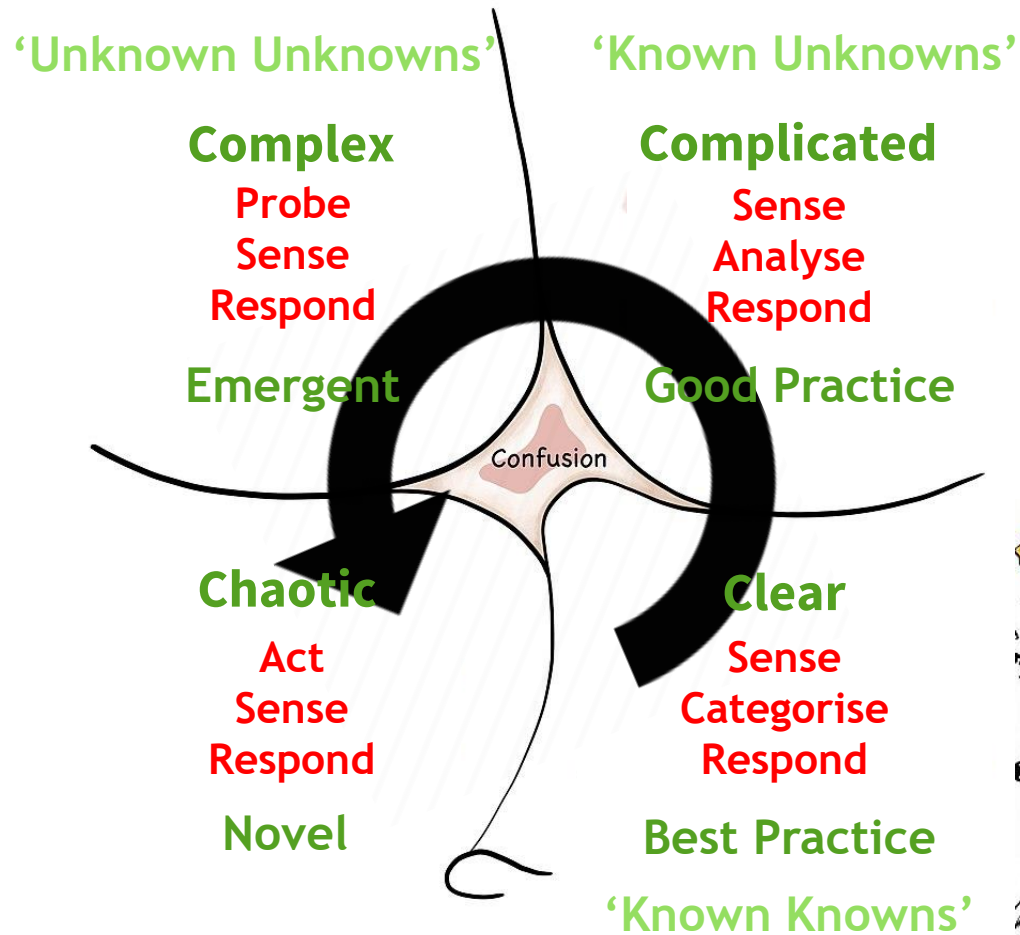 ‘Unknown Unknowns’
Complex
Probe
Sense
Respond
Emergent
‘Known Unknowns’
Complicated
Sense
Analyse
Respond
Good Practice
Confusion
Chaotic
Act
Sense
Respond
Novel
Clear
Sense
Categorise
Respond
Best Practice
‘Known Knowns’